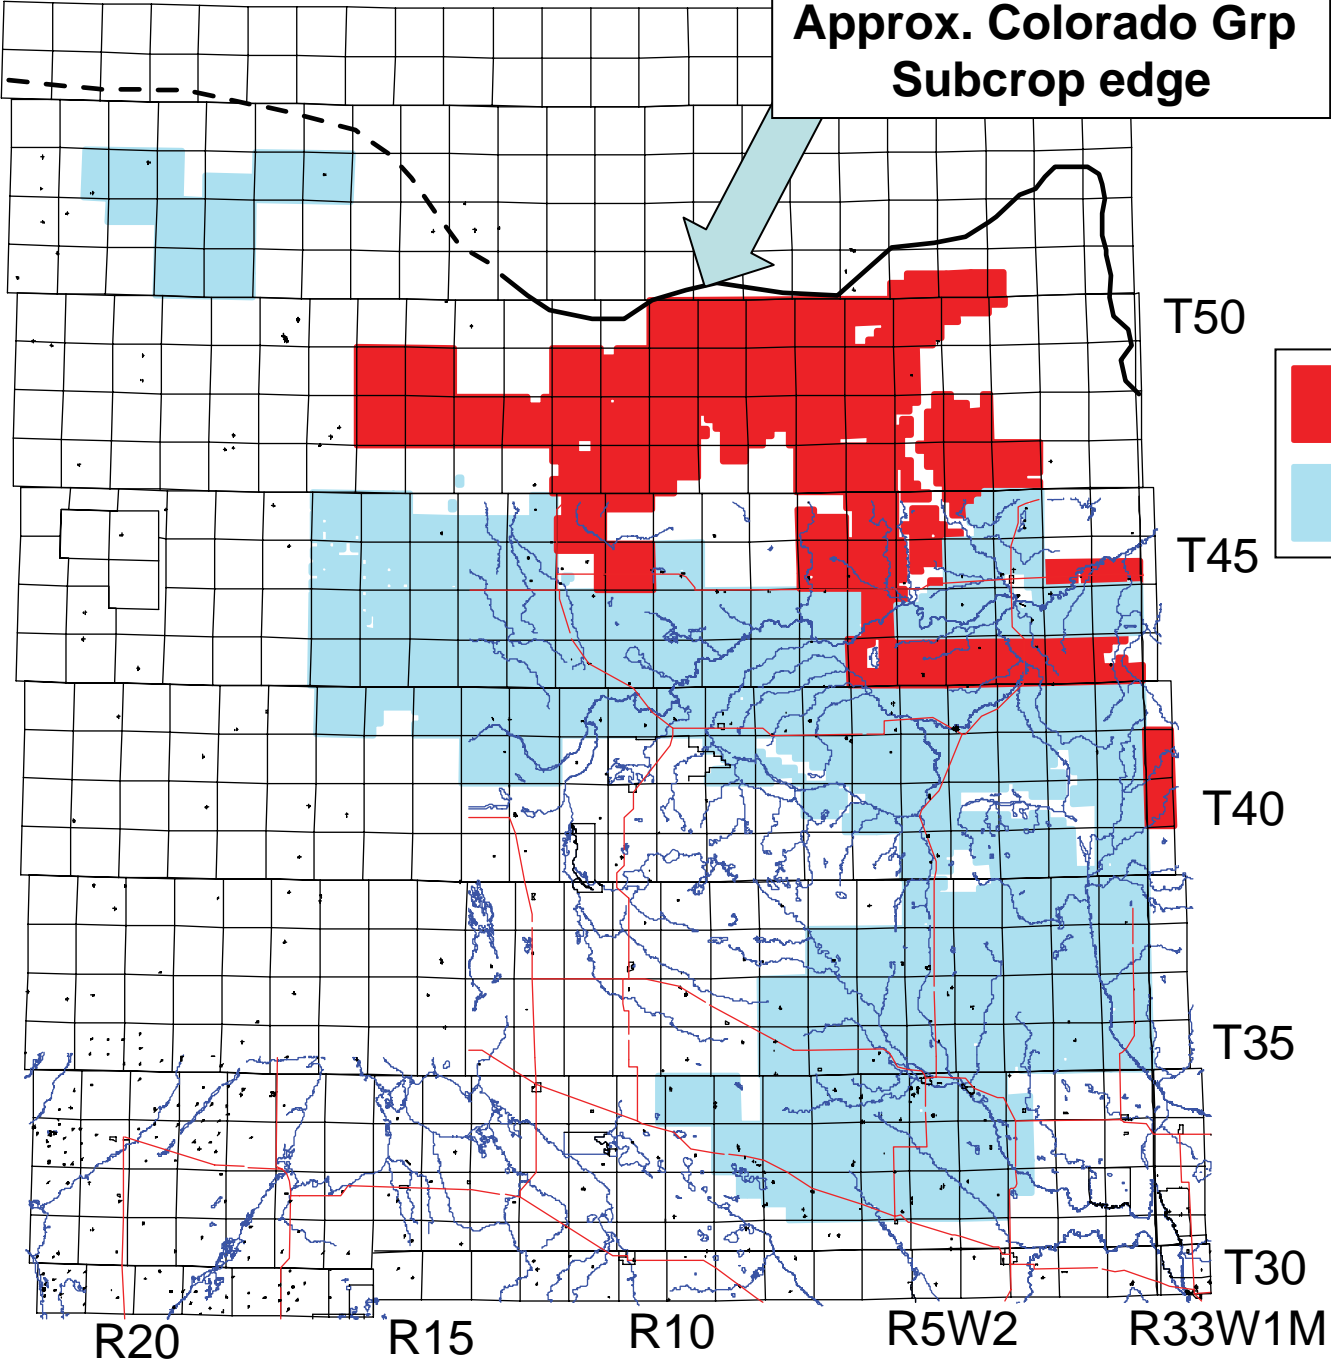 Approx. Colorado Grp
Subcrop edge
T50
T45
T40
T35
T30
R20
R15
R10
R5W2
R33W1M